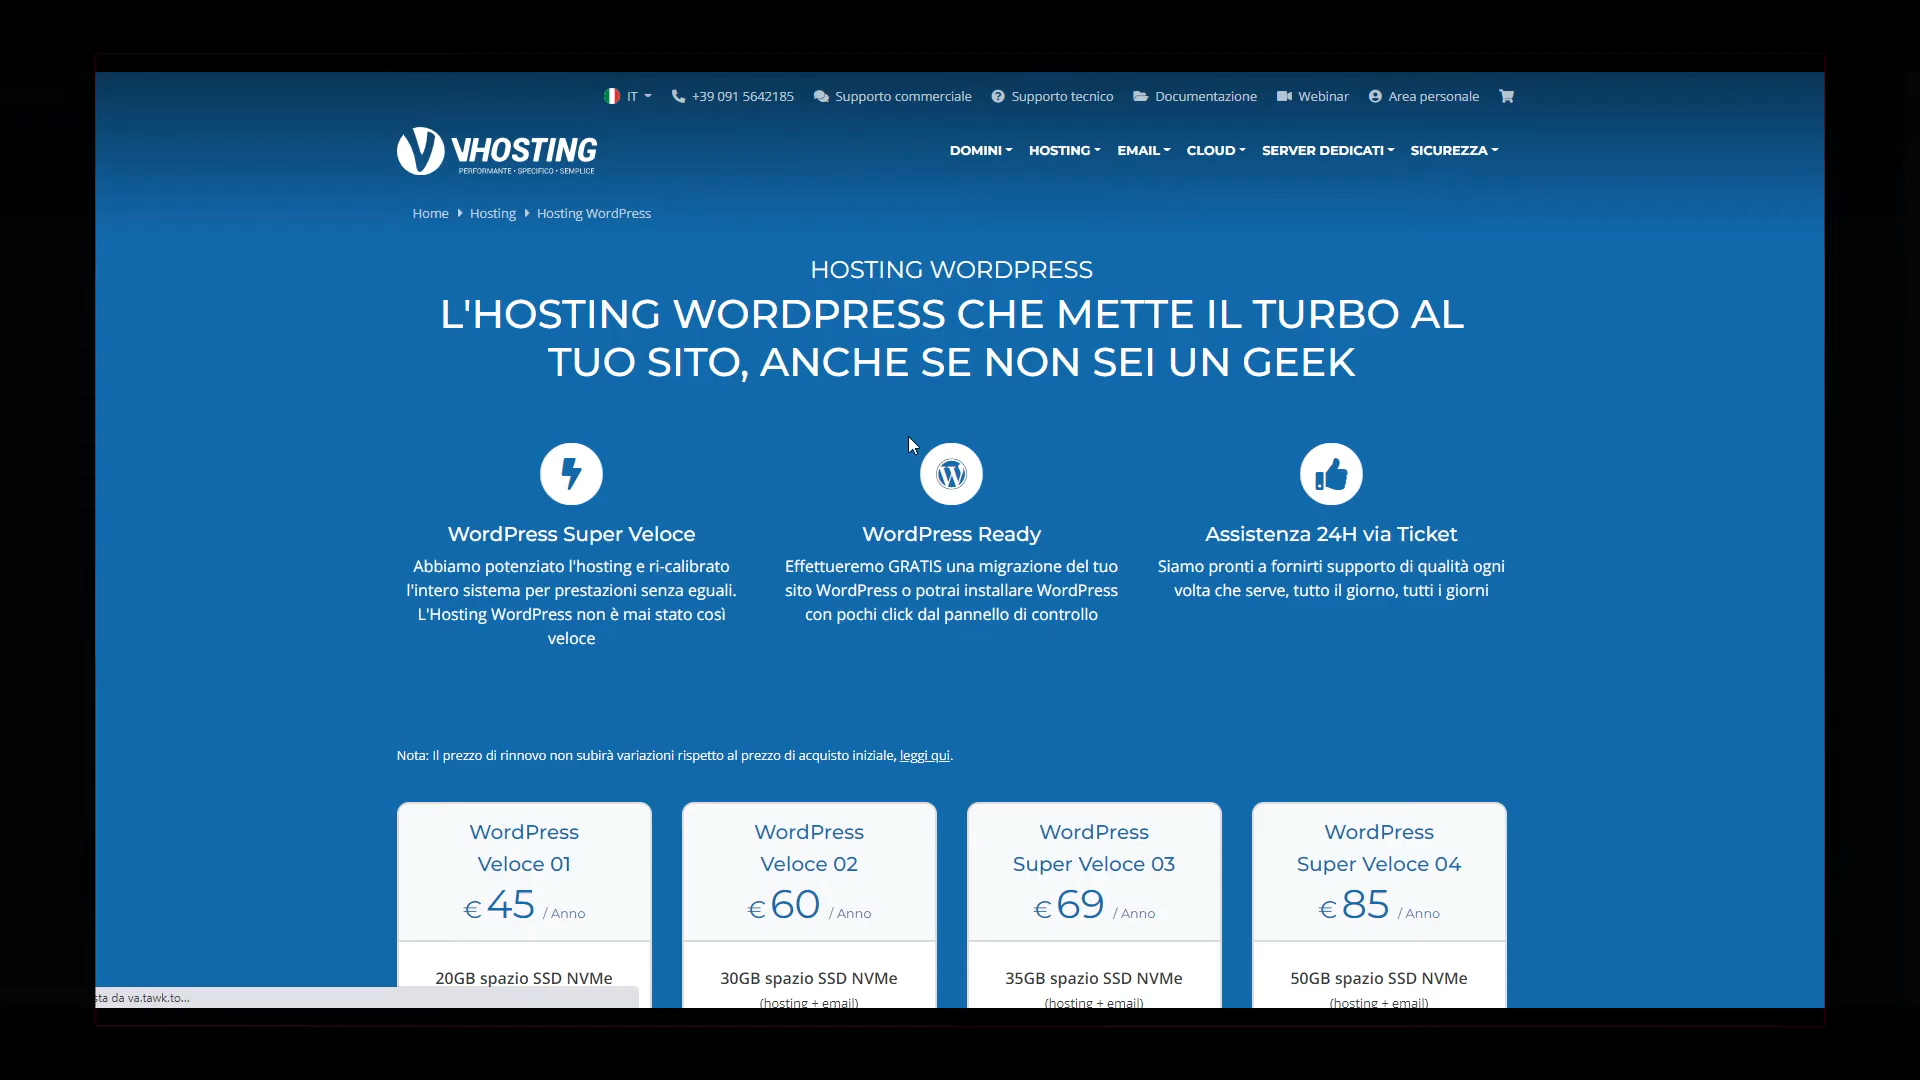 IT
+39 091 5642185
Supporto commerciale
Supporto tecnico
Documentazione
Webinar
Area personale
VHOSTING
PERFORMANTE • SPECIFICO • SEMPLICE
DOMINI
HOSTING
EMAIL
CLOUD
SERVER DEDICATI
SICUREZZA
Home
Hosting
Hosting WordPress
HOSTING WORDPRESS
L'HOSTING WORDPRESS CHE METTE IL TURBO AL
TUO SITO, ANCHE SE NON SEI UN GEEK
WordPress Super Veloce
Abbiamo potenziato l'hosting e ri-calibrato
l'intero sistema per prestazioni senza eguali.
L'Hosting WordPress non è mai stato così
veloce
WordPress Ready
Effettueremo GRATIS una migrazione del tuo
sito WordPress o potrai installare WordPress
con pochi click dal pannello di controllo
Assistenza 24H via Ticket
Siamo pronti a fornirti supporto di qualità ogni
volta che serve, tutto il giorno, tutti i giorni
Nota: Il prezzo di rinnovo non subirà variazioni rispetto al prezzo di acquisto iniziale, leggi qui.
WordPress
Veloce 01
€ 45 / Anno
20GB spazio SSD NVMe
WordPress
Veloce 02
€ 60 / Anno
30GB spazio SSD NVMe
(hosting + email)
WordPress
Super Veloce 03
€ 69 / Anno
35GB spazio SSD NVMe
(hosting + email)
WordPress
Super Veloce 04
€ 85 / Anno
50GB spazio SSD NVMe
(hosting + email)
sta da va.tawk.to...